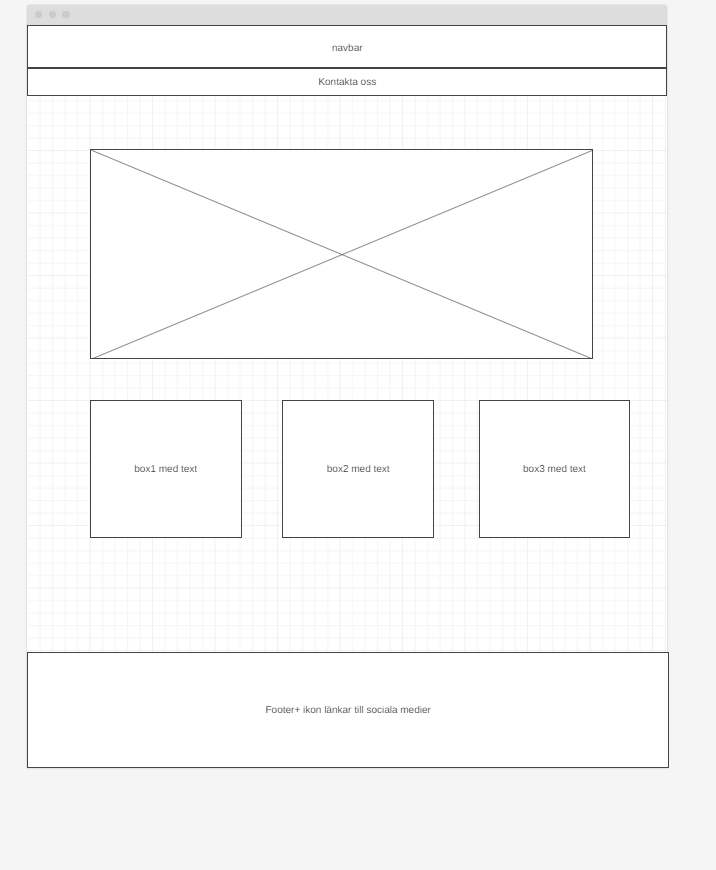 navbar
Kontakta oss
box1 med text
box2 med text
box3 med text
Footer+ ikon länkar till sociala medier